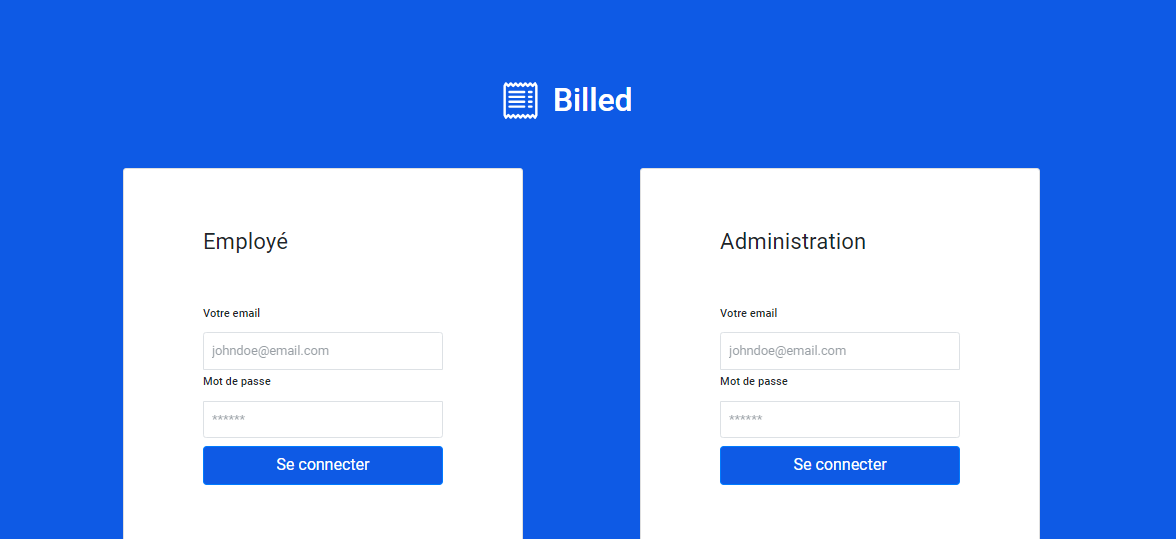 Billed
Employé
Votre email
johndoe@email.com
Mot de passe
******
Se connecter
Administration
Votre email
johndoe@email.com
Mot de passe
******
Se connecter